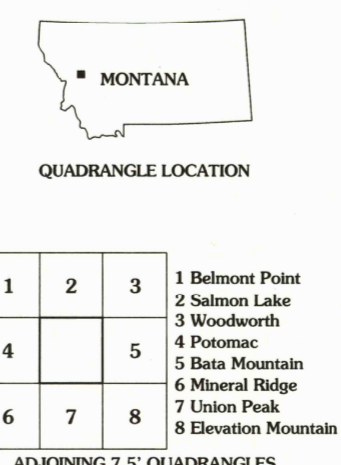 MONTANA
QUADRANGLE LOCATION
1 2 3
4 5
6 7 8
1 Belmont Point
2 Salmon Lake
3 Woodworth
4 Potomac
5 Bata Mountain
6 Mineral Ridge
7 Union Peak
8 Elevation Mountain
ADJOINING 7.5' QUADRANGLES